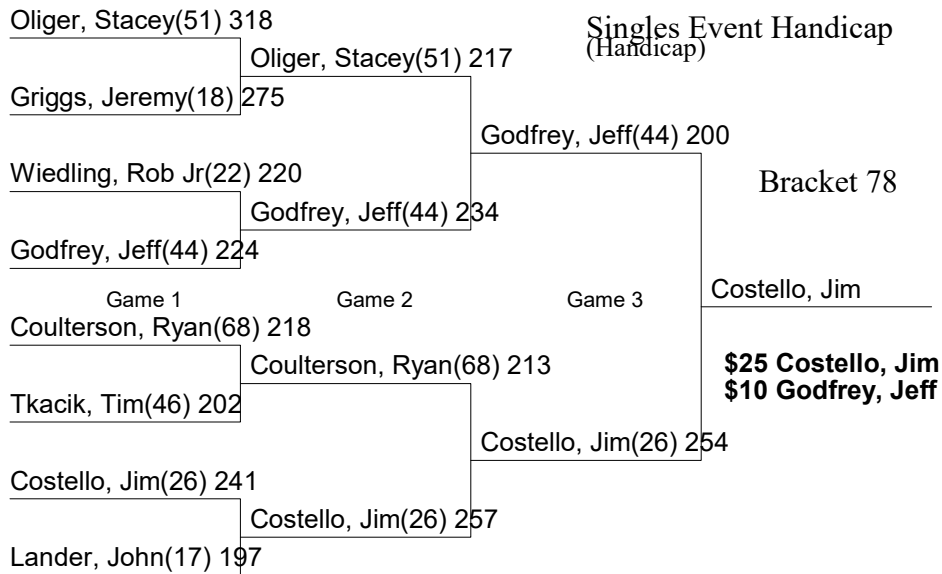 Oliger, Stacey(51) 318
Singles Event Handicap
(Handicap)
Oliger, Stacey(51) 217
Griggs, Jeremy(18) 275
Godfrey, Jeff(44) 200
Wiedling, Rob Jr(22) 220
Bracket 78
Godfrey, Jeff(44) 234
Godfrey, Jeff(44) 224
Game 1
Game 2
Game 3
Costello, Jim
Coulterson, Ryan(68) 218
Coulterson, Ryan(68) 213
$25 Costello, Jim
$10 Godfrey, Jeff
Tkacik, Tim(46) 202
Costello, Jim(26) 254
Costello, Jim(26) 241
Costello, Jim(26) 257
Lander, John(17) 197